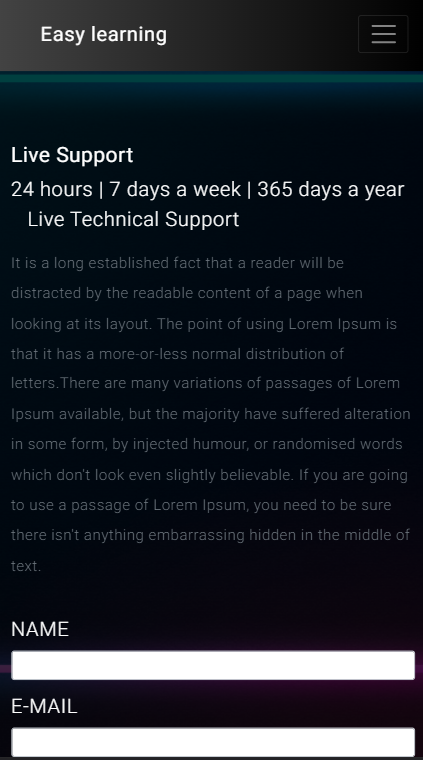 Easy learning
Live Support
24 hours | 7 days a week | 365 days a year
Live Technical Support
It is a long established fact that a reader will be
distracted by the readable content of a page when
looking at its layout. The point of using Lorem Ipsum is
that it has a more-or-less normal distribution of
letters.There are many variations of passages of Lorem
Ipsum available, but the majority have suffered alteration
in some form, by injected humour, or randomised words
which don't look even slightly believable. If you are going
to use a passage of Lorem Ipsum, you need to be sure
there isn't anything embarrassing hidden in the middle of
text.
NAME
E-MAIL